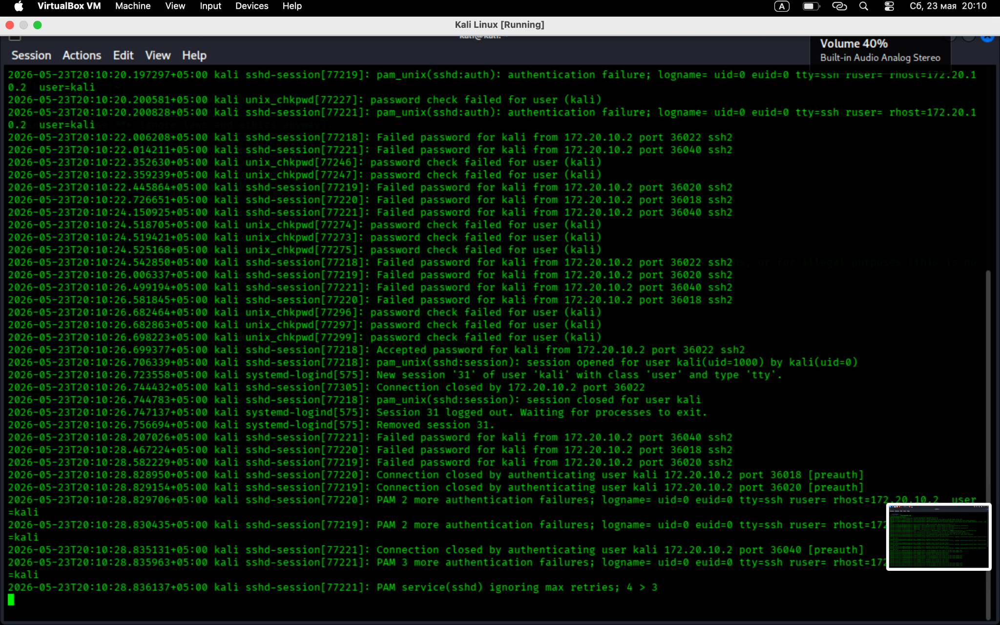 VirtualBox VM Machine View Input Devices Help A Сб, 23 мая 20:10
Kali Linux [Running]
Volume 40%
Built-in Audio Analog Stereo
Session Actions Edit View Help
2026-05-23T20:10:20.197297+05:00 kali sshd-session[77219]: pam_unix(sshd:auth): authentication failure; logname= uid=0 euid=0 tty=ssh ruser= rhost=172.20.1
0.2  user=kali
2026-05-23T20:10:20.200581+05:00 kali unix_chkpwd[77227]: password check failed for user (kali)
2026-05-23T20:10:20.200828+05:00 kali sshd-session[77221]: pam_unix(sshd:auth): authentication failure; logname= uid=0 euid=0 tty=ssh ruser= rhost=172.20.1
0.2  user=kali
2026-05-23T20:10:22.006208+05:00 kali sshd-session[77218]: Failed password for kali from 172.20.10.2 port 36022 ssh2
2026-05-23T20:10:22.014211+05:00 kali sshd-session[77221]: Failed password for kali from 172.20.10.2 port 36040 ssh2
2026-05-23T20:10:22.352630+05:00 kali unix_chkpwd[77246]: password check failed for user (kali)
2026-05-23T20:10:22.359239+05:00 kali unix_chkpwd[77247]: password check failed for user (kali)
2026-05-23T20:10:22.445864+05:00 kali sshd-session[77219]: Failed password for kali from 172.20.10.2 port 36020 ssh2
2026-05-23T20:10:22.726651+05:00 kali sshd-session[77220]: Failed password for kali from 172.20.10.2 port 36018 ssh2
2026-05-23T20:10:24.150925+05:00 kali sshd-session[77221]: Failed password for kali from 172.20.10.2 port 36040 ssh2
2026-05-23T20:10:24.518705+05:00 kali unix_chkpwd[77274]: password check failed for user (kali)
2026-05-23T20:10:24.519421+05:00 kali unix_chkpwd[77273]: password check failed for user (kali)
2026-05-23T20:10:24.525168+05:00 kali unix_chkpwd[77275]: password check failed for user (kali)
2026-05-23T20:10:24.542850+05:00 kali sshd-session[77218]: Failed password for kali from 172.20.10.2 port 36022 ssh2
2026-05-23T20:10:26.006337+05:00 kali sshd-session[77219]: Failed password for kali from 172.20.10.2 port 36020 ssh2
2026-05-23T20:10:26.499194+05:00 kali sshd-session[77221]: Failed password for kali from 172.20.10.2 port 36040 ssh2
2026-05-23T20:10:26.581845+05:00 kali sshd-session[77220]: Failed password for kali from 172.20.10.2 port 36018 ssh2
2026-05-23T20:10:26.682464+05:00 kali unix_chkpwd[77296]: password check failed for user (kali)
2026-05-23T20:10:26.682863+05:00 kali unix_chkpwd[77297]: password check failed for user (kali)
2026-05-23T20:10:26.698223+05:00 kali unix_chkpwd[77299]: password check failed for user (kali)
2026-05-23T20:10:26.699377+05:00 kali sshd-session[77218]: Accepted password for kali from 172.20.10.2 port 36022 ssh2
2026-05-23T20:10:26.706339+05:00 kali sshd-session[77218]: pam_unix(sshd:session): session opened for user kali(uid=1000) by kali(uid=0)
2026-05-23T20:10:26.723558+05:00 kali systemd-logind[575]: New session '31' of user 'kali' with class 'user' and type 'tty'.
2026-05-23T20:10:26.744432+05:00 kali sshd-session[77305]: Connection closed by 172.20.10.2 port 36022
2026-05-23T20:10:26.744783+05:00 kali sshd-session[77218]: pam_unix(sshd:session): session closed for user kali
2026-05-23T20:10:26.747137+05:00 kali systemd-logind[575]: Session 31 logged out. Waiting for processes to exit.
2026-05-23T20:10:26.756694+05:00 kali systemd-logind[575]: Removed session 31.
2026-05-23T20:10:28.207026+05:00 kali sshd-session[77221]: Failed password for kali from 172.20.10.2 port 36040 ssh2
2026-05-23T20:10:28.467224+05:00 kali sshd-session[77220]: Failed password for kali from 172.20.10.2 port 36018 ssh2
2026-05-23T20:10:28.582229+05:00 kali sshd-session[77219]: Failed password for kali from 172.20.10.2 port 36020 ssh2
2026-05-23T20:10:28.828950+05:00 kali sshd-session[77220]: Connection closed by authenticating user kali 172.20.10.2 port 36018 [preauth]
2026-05-23T20:10:28.829154+05:00 kali sshd-session[77219]: Connection closed by authenticating user kali 172.20.10.2 port 36020 [preauth]
2026-05-23T20:10:28.829706+05:00 kali sshd-session[77220]: PAM 2 more authentication failures; logname= uid=0 euid=0 tty=ssh ruser= rhost=172.20.10.2  user
=kali
2026-05-23T20:10:28.830435+05:00 kali sshd-session[77219]: PAM 2 more authentication failures; logname= uid=0 euid=0 tty=ssh ruser= rhost=172
=kali
2026-05-23T20:10:28.835131+05:00 kali sshd-session[77221]: Connection closed by authenticating user kali 172.20.10.2 port 36040 [preauth]
2026-05-23T20:10:28.835963+05:00 kali sshd-session[77221]: PAM 3 more authentication failures; logname= uid=0 euid=0 tty=ssh ruser= rhost=172
=kali
2026-05-23T20:10:28.836137+05:00 kali sshd-session[77221]: PAM service(sshd) ignoring max retries; 4 > 3